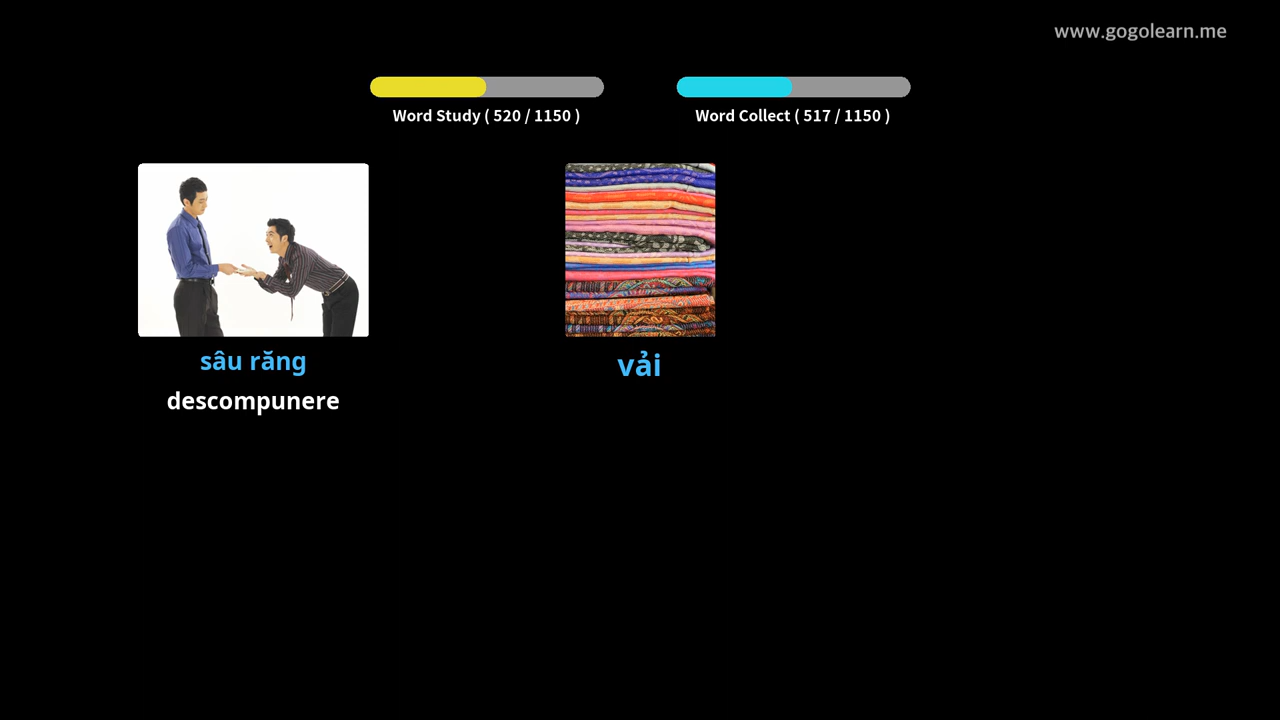 www.gogolearn.me
Word Study ( 520 / 1150 )
Word Collect ( 517 / 1150 )
sâu răng
descompunere
vải